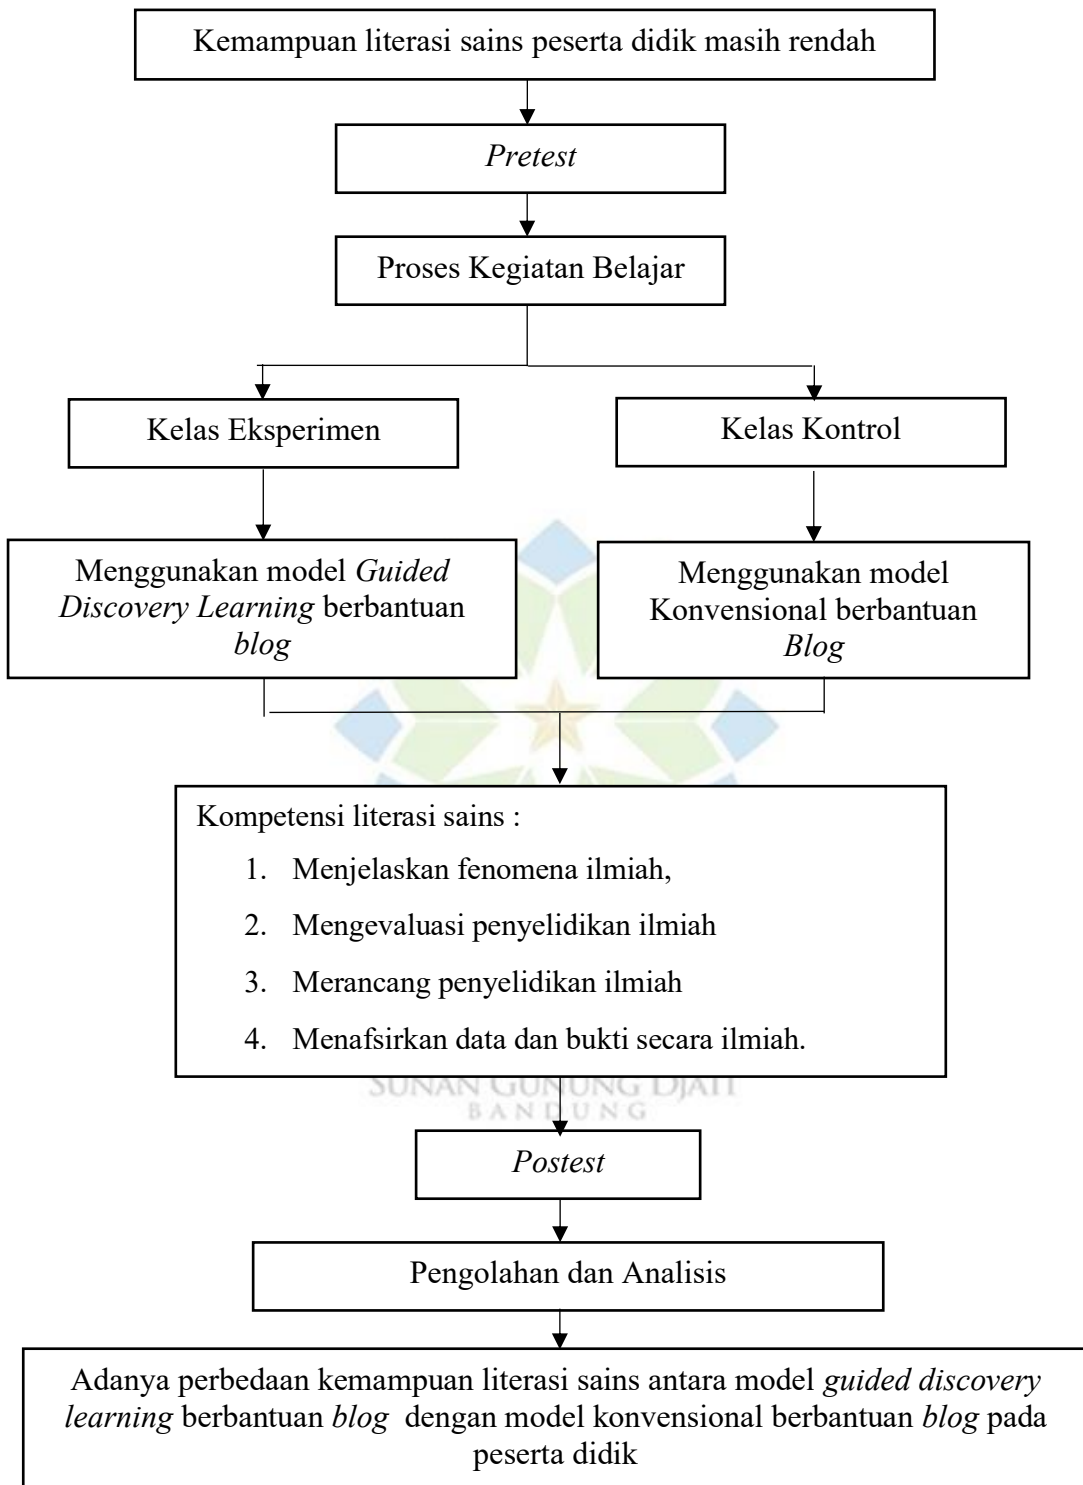 Kemampuan literasi sains peserta didik masih rendah
Pretest
Proses Kegiatan Belajar
Kelas Eksperimen
Kelas Kontrol
Menggunakan model Guided
Discovery Learning berbantuan
blog
Menggunakan model
Konvensional berbantuan
Blog
Kompetensi literasi sains :
1. Menjelaskan fenomena ilmiah,
2. Mengevaluasi penyelidikan ilmiah
3. Merancang penyelidikan ilmiah
4. Menafsirkan data dan bukti secara ilmiah.
SUNAN GUNUNG DJATI
BANDUNG
Postest
Pengolahan dan Analisis
Adanya perbedaan kemampuan literasi sains antara model guided discovery
learning berbantuan blog dengan model konvensional berbantuan blog pada
peserta didik